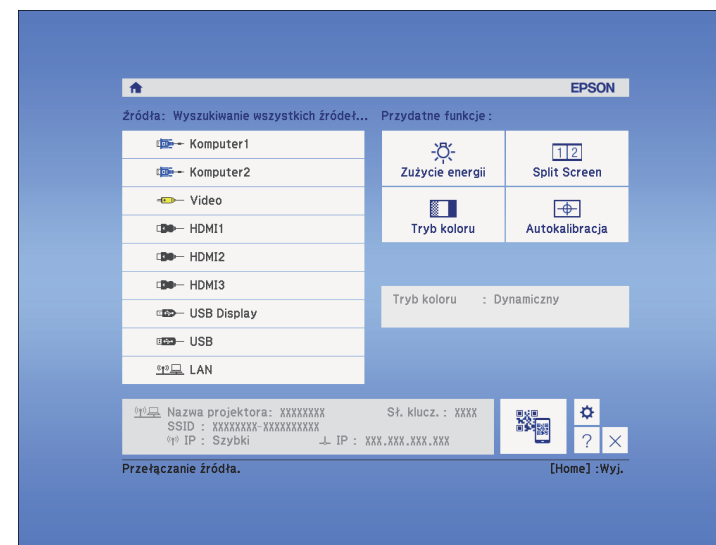 EPSON
Źródła: Wyszukiwanie wszystkich źródeł...
Przydatne funkcje:
Komputer1
Komputer2
Video
HDMI1
HDMI2
HDMI3
USB Display
USB
LAN
Zużycie energii
1 2
Split Screen
Tryb koloru
Autokalibracja
Tryb koloru : Dynamiczny
Nazwa projektora: XXXXXXXX Sł. klucz. : XXXX
SSID : XXXXXXXX-XXXXXXXXXX
IP : Szybki IP : XXX.XXX.XXX.XXX
?
Przełączanie źródła.
[Home] :Wyj.